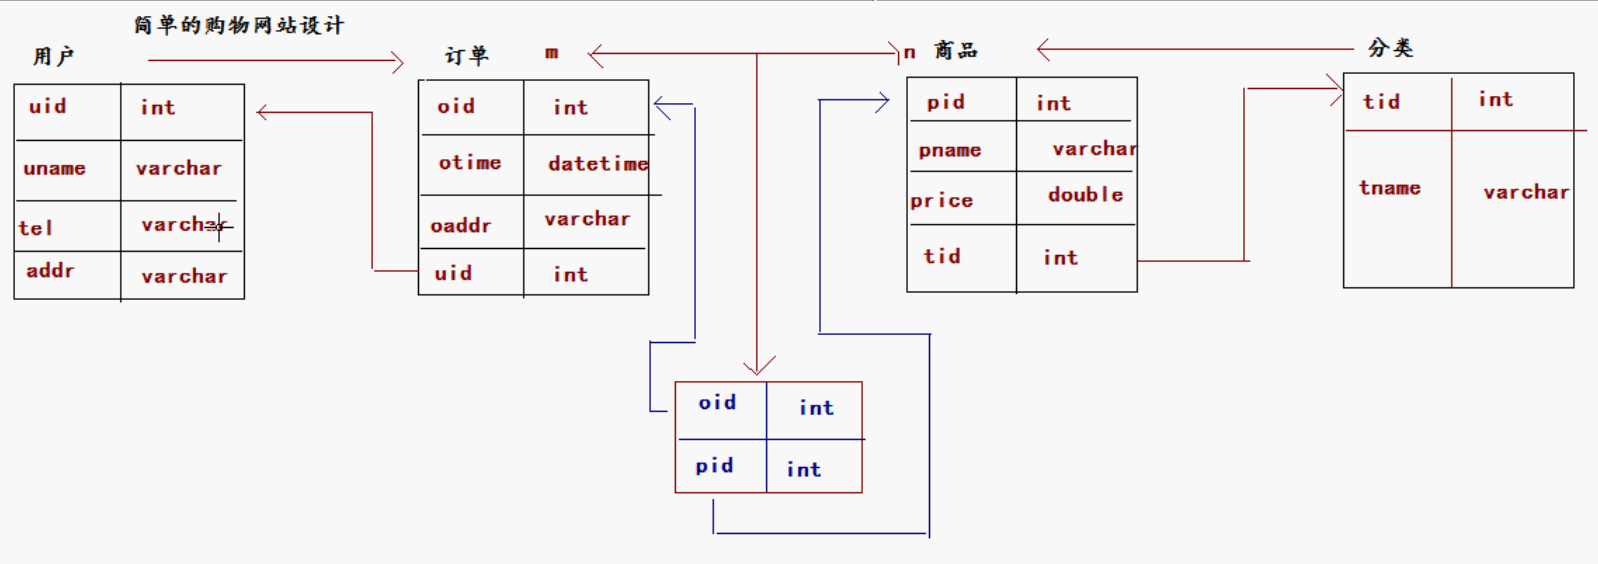 简单的购物网站设计
用户
uid int
uname varchar
tel varchar
addr varchar
订单 m
oid int
otime datetime
oaddr varchar
uid int
n 商品
pid int
pname varchar
price double
tid int
分类
tid int
tname varchar
oid int
pid int